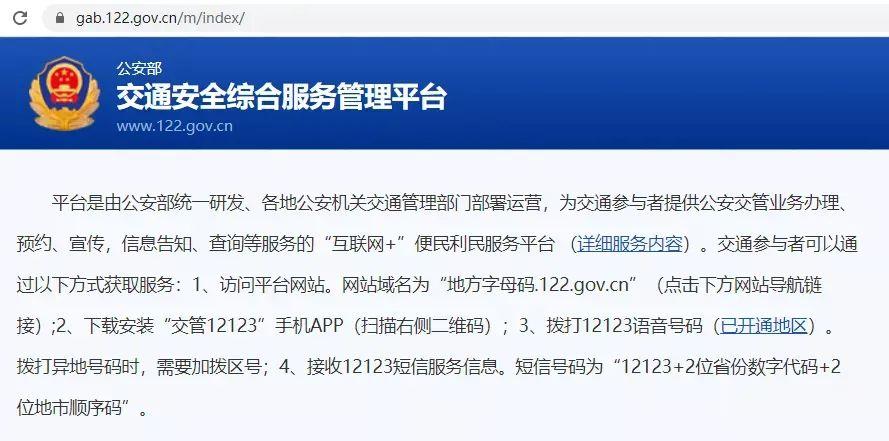 gab.122.gov.cn/m/index/
公安部
交通安全综合服务管理平台
www.122.gov.cn
平台是由公安部统一研发、各地公安机关交通管理部门部署运营，为交通参与者提供公安交管业务办理、
预约、宣传，信息告知、查询等服务的“互联网+”便民利民服务平台 （详细服务内容）。交通参与者可以通
过以下方式获取服务：1、访问平台网站。网站域名为“地方字母码.122.gov.cn”（点击下方网站导航链
接）;2、下载安装“交管12123”手机APP（扫描右侧二维码）；3、拨打12123语音号码（已开通地区）。
拨打异地号码时，需要加拨区号；4、接收12123短信服务信息。短信号码为“12123+2位省份数字代码+2
位地市顺序码”。